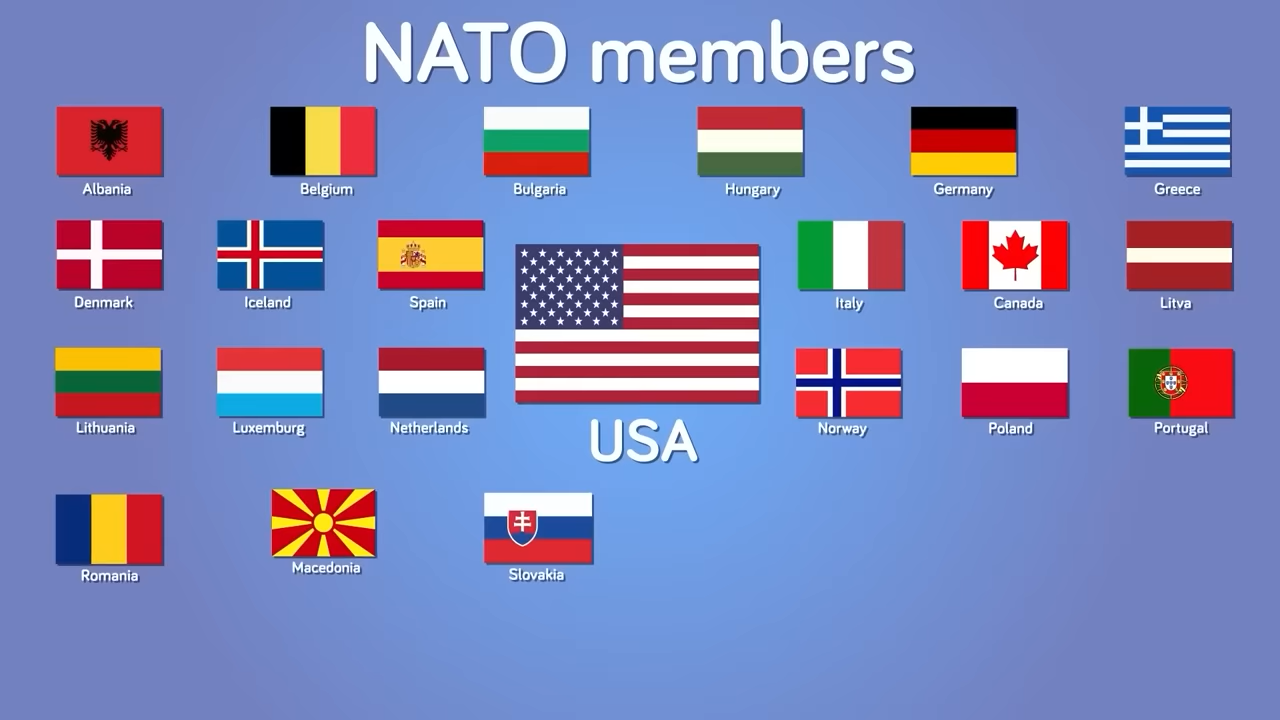 NATO members
Albania
Belgium
Bulgaria
Hungary
Germany
Greece
Denmark
Iceland
Spain
Italy
Canada
Litva
Lithuania
Luxemburg
Netherlands
USA
Norway
Poland
Portugal
Romania
Macedonia
Slovakia